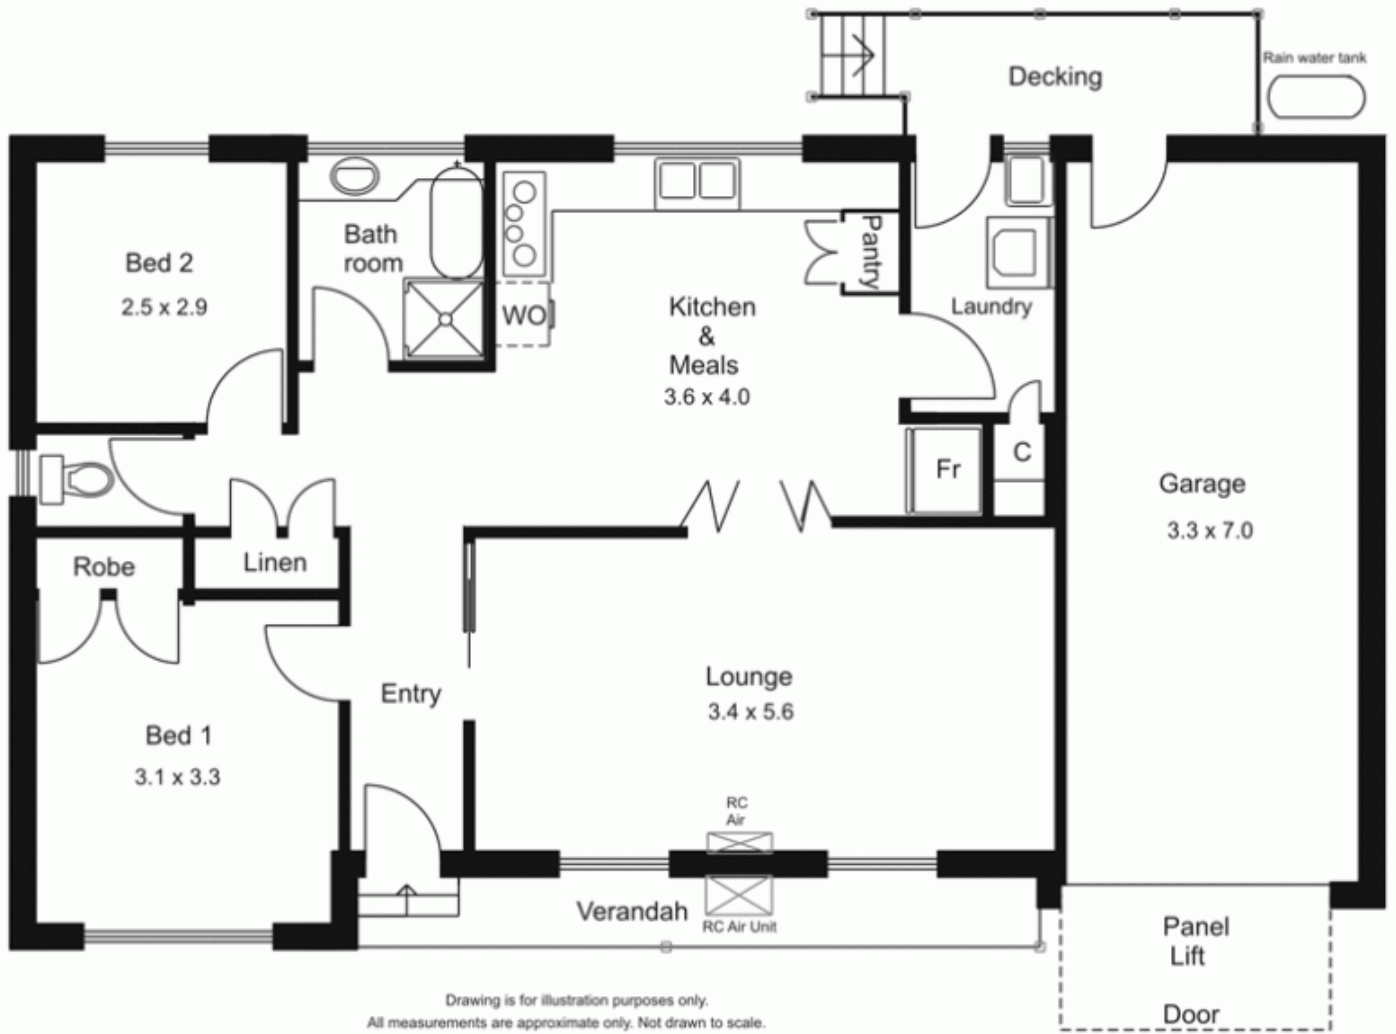 Rain water tank
Decking
Bed 2
2.5 x 2.9
Bath
room
WO
Kitchen
&
Meals
3.6 x 4.0
Pantry
Laundry
Fr
C
Garage
3.3 x 7.0
Robe
Linen
Entry
Bed 1
3.1 x 3.3
Lounge
3.4 x 5.6
RC
Air
Verandah
RC Air Unit
Panel
Lift
Door
Drawing is for illustration purposes only.
All measurements are approximate only. Not drawn to scale.